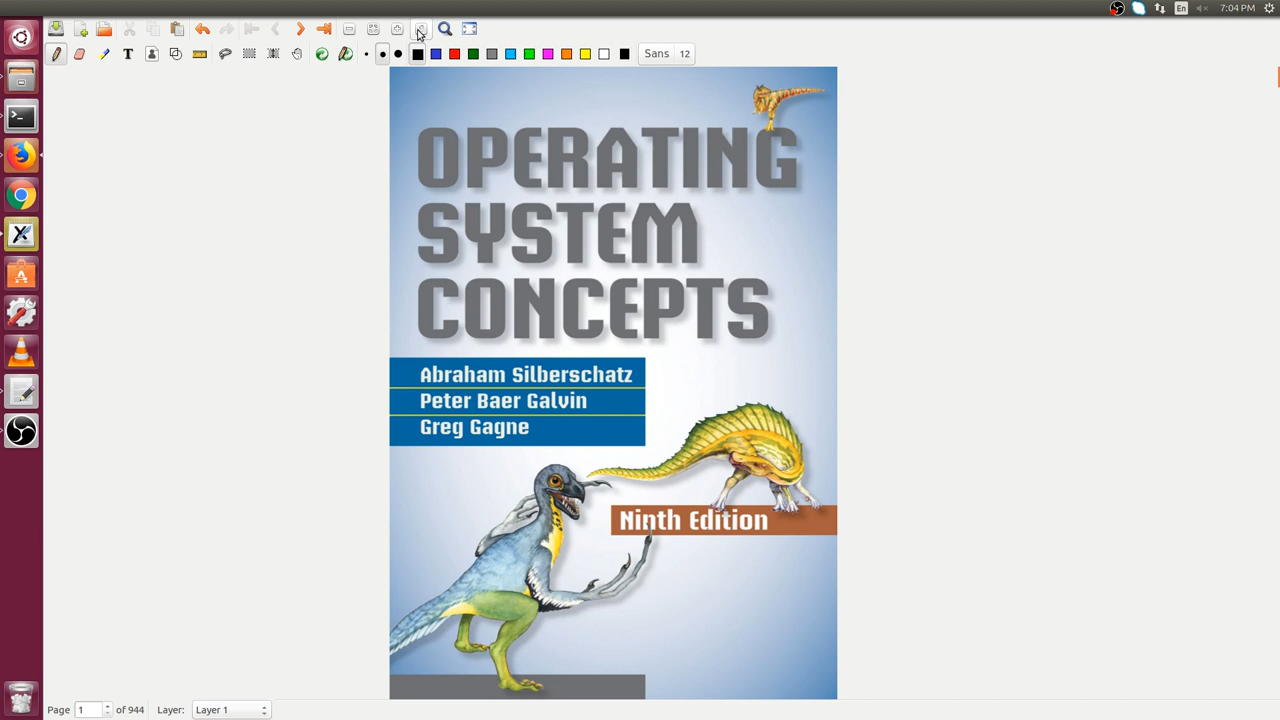 En
7:04 PM
T
Sans 12
OPERATING
SYSTEM
CONCEPTS
Abraham Silberschatz
Peter Baer Galvin
Greg Gagne
Ninth Edition
Page 1 of 944 Layer: Layer 1